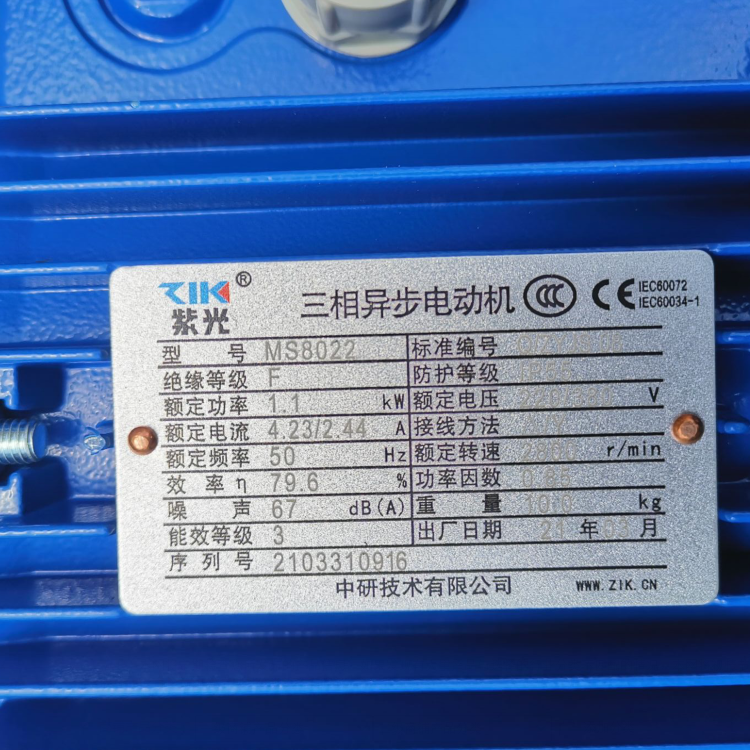 ZIK®
紫光
三相异步电动机 CCC CE IEC60072
IEC60034-1
型 号 MS8022 标准编号
绝缘等级 F 防护等级
额定功率 1.1 kW 额定电压 V
额定电流 4.23/2.44 A 接线方法
额定频率 50 Hz 额定转速 r/min
效 率 η 79.6 % 功率因数
噪 声 67 dB(A) 重 量 kg
能效等级 3 出厂日期 21 年 03 月
序 列 号 2103310916
中研技术有限公司 WWW.ZIK.CN